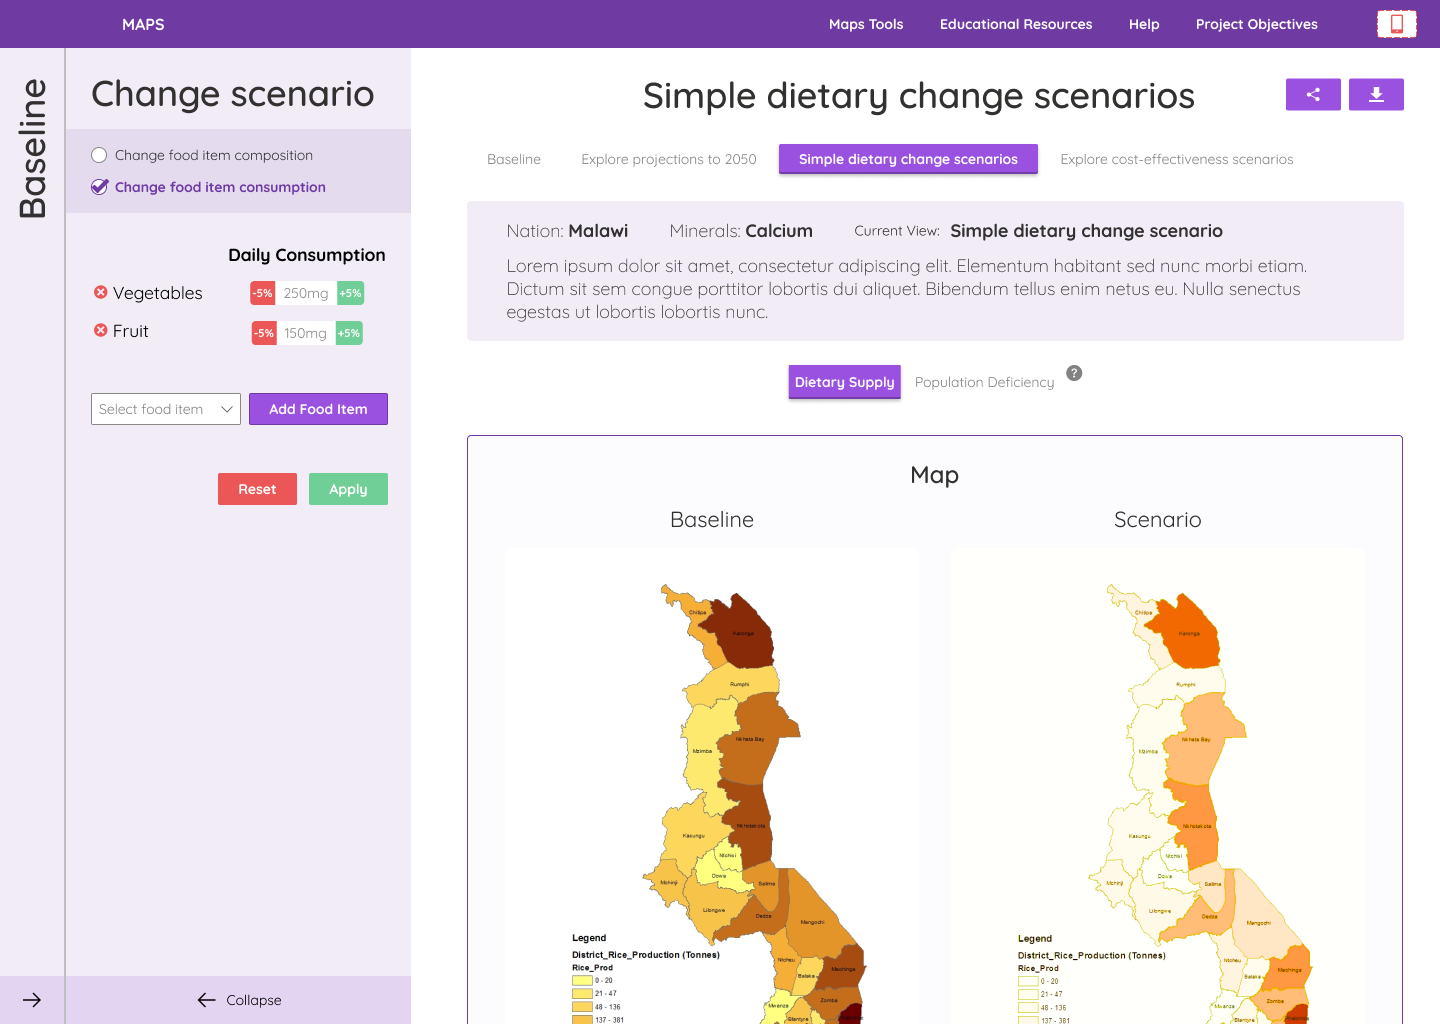 MAPS
Maps Tools
Educational Resources
Help
Project Objectives
Baseline
Change scenario
Change food item composition
Change food item consumption
Daily Consumption
Vegetables
-5%
250mg
+5%
Fruit
-5%
150mg
+5%
Select food item
Add Food Item
Reset
Apply
Collapse
Simple dietary change scenarios
Baseline
Explore projections to 2050
Simple dietary change scenarios
Explore cost-effectiveness scenarios
Nation: Malawi
Minerals: Calcium
Current View: Simple dietary change scenario
Lorem ipsum dolor sit amet, consectetur adipiscing elit. Elementum habitant sed nunc morbi etiam.
Dictum sit sem congue porttitor lobortis dui aliquet. Bibendum tellus enim netus eu. Nulla senectus
egestas ut lobortis lobortis nunc.
Dietary Supply
Population Deficiency
?
Map
Baseline
Chitipa
Karonga
Rumphi
Nkhata Bay
Mzimba
Nkhotakota
Kasungu
Ntchisi
Dowa
Mchinji
Salima
Lilongwe
Dedza
Mangochi
Ntcheu
Balaka
Machinga
Zomba
Mwanza
Blantyre
Legend
District_Rice_Production (Tonnes)
Rice_Prod
0 - 20
21 - 47
48 - 136
137 - 381
Scenario
Chitipa
Karonga
Rumphi
Nkhata Bay
Mzimba
Nkhotakota
Kasungu
Ntchisi
Dowa
Mchinji
Salima
Lilongwe
Dedza
Mangochi
Ntcheu
Balaka
Machinga
Zomba
Mwanza
Blantyre
Legend
District_Rice_Production (Tonnes)
Rice_Prod
0 - 20
21 - 47
48 - 136
137 - 381